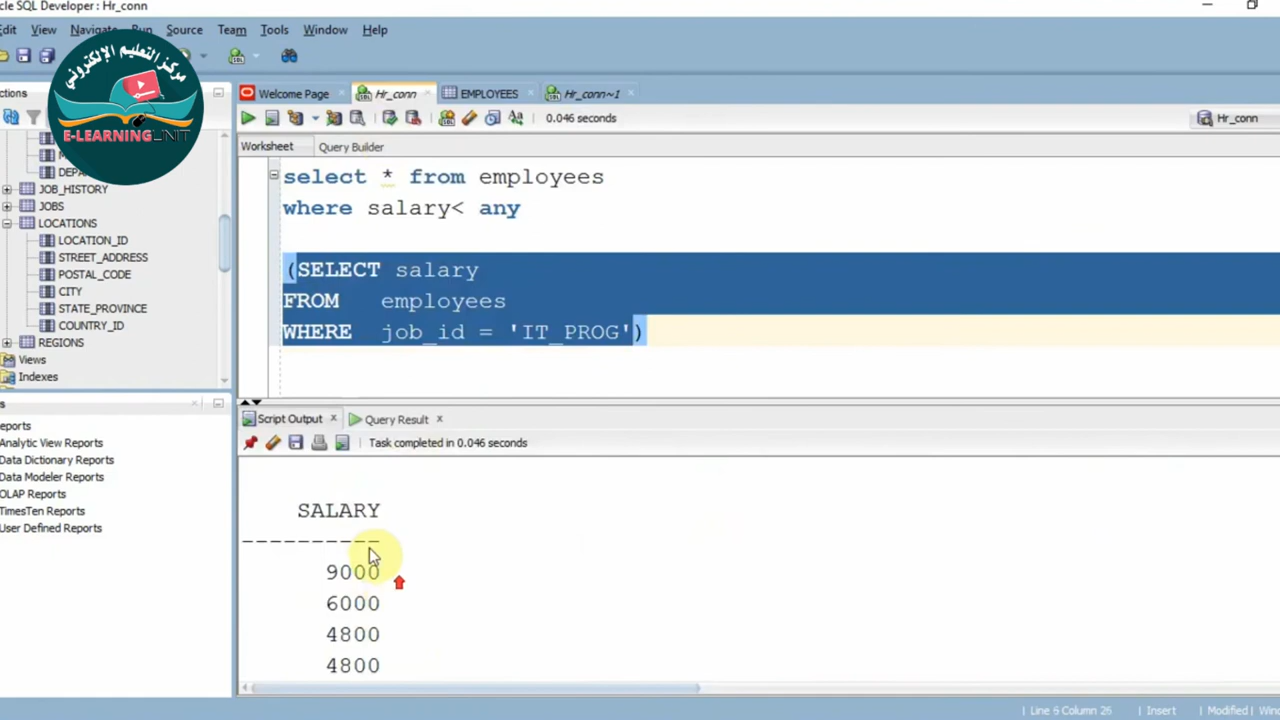 cle SQL Developer : Hr_conn
Edit View Navigate Run Source Team Tools Window Help
مركز التعليم الإلكتروني
E-LEARNING UNIT
ctions
DEPA
JOB_HISTORY
JOBS
LOCATIONS
LOCATION_ID
STREET_ADDRESS
POSTAL_CODE
CITY
STATE_PROVINCE
COUNTRY_ID
REGIONS
Views
Indexes
s
eports
Analytic View Reports
Data Dictionary Reports
Data Modeler Reports
OLAP Reports
TimesTen Reports
User Defined Reports
Welcome Page Hr_conn EMPLOYEES Hr_conn~1
0.046 seconds Hr_conn
Worksheet Query Builder
select * from employees
where salary< any
(SELECT salary
FROM employees
WHERE job_id = 'IT_PROG')
Script Output Query Result
Task completed in 0.046 seconds
SALARY
----------
9000
6000
4800
4800
Line 6 Column 26 Insert Modified Wind